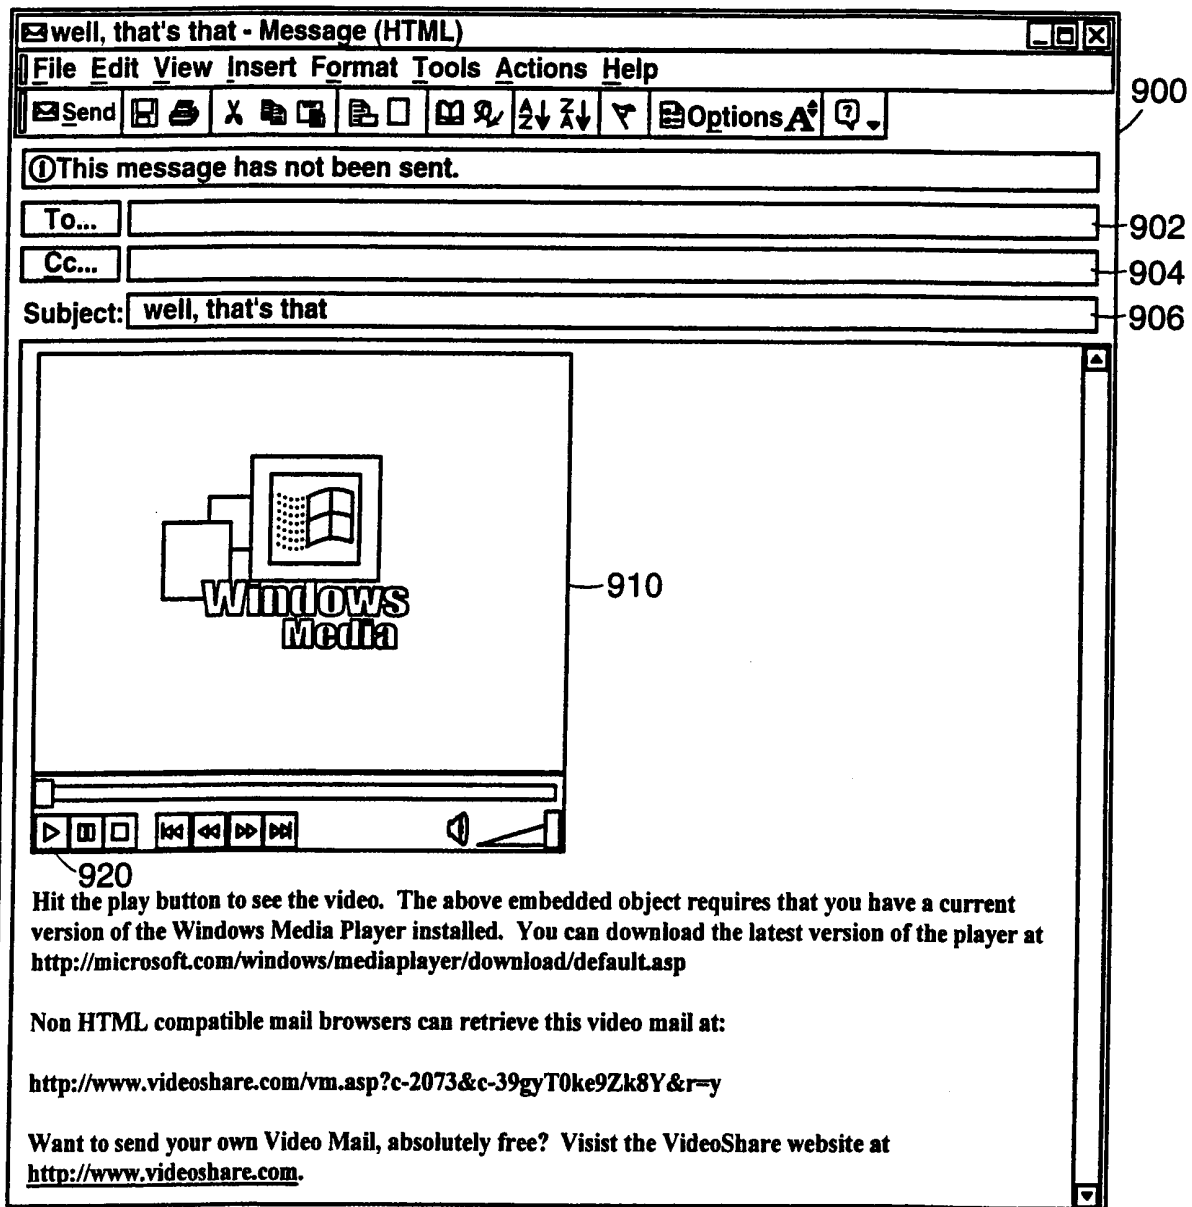 well, that's that - Message (HTML)
File Edit View Insert Format Tools Actions Help
900
Send Options
This message has not been sent.
To...
902
Cc...
904
Subject: well, that's that
906
Windows
Media
910
920
Hit the play button to see the video. The above embedded object requires that you have a current
version of the Windows Media Player installed. You can download the latest version of the player at
http://microsoft.com/windows/mediaplayer/download/default.asp
Non HTML compatible mail browsers can retrieve this video mail at:
http://www.videoshare.com/vm.asp?c-2073&c-39gyT0ke9Zk8Y&r=y
Want to send your own Video Mail, absolutely free? Visist the VideoShare website at
http://www.videoshare.com.